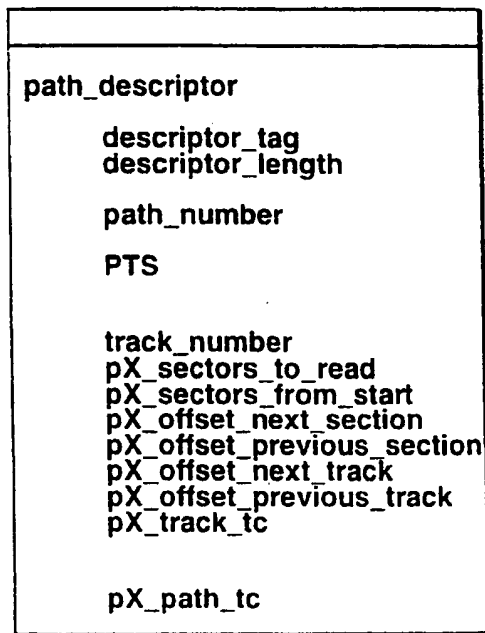 path_descriptor
descriptor_tag
descriptor_length
path_number
PTS
track_number
pX_sectors_to_read
pX_sectors_from_start
pX_offset_next_section
pX_offset_previous_section
pX_offset_next_track
pX_offset_previous_track
pX_track_tc
pX_path_tc